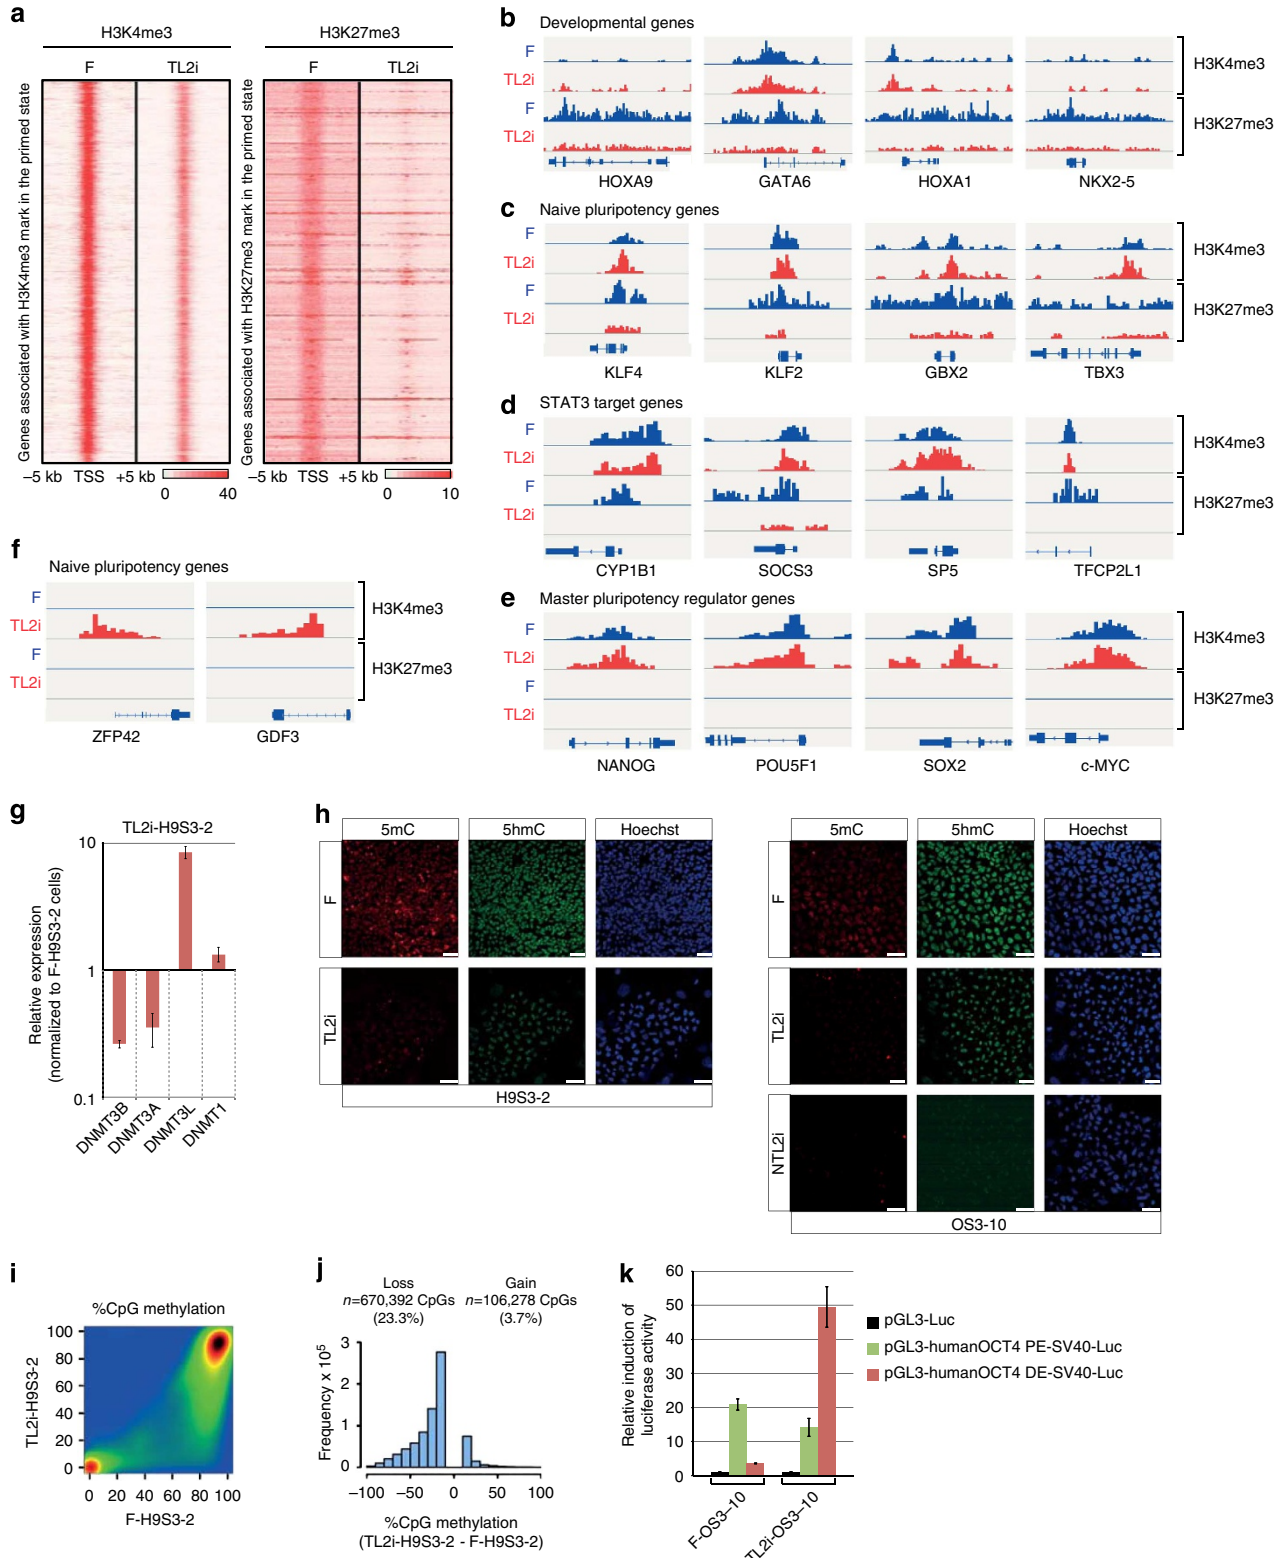 a
H3K4me3
H3K27me3
F
TL2i
F
TL2i
Genes associated with H3K4me3 mark in the primed state
Genes associated with H3K27me3 mark in the primed state
–5 kb TSS +5 kb
0 40
–5 kb TSS +5 kb
0 10
b
Developmental genes
F
TL2i
F
TL2i
H3K4me3
H3K27me3
HOXA9
GATA6
HOXA1
NKX2-5
c
Naive pluripotency genes
F
TL2i
F
TL2i
H3K4me3
H3K27me3
KLF4
KLF2
GBX2
TBX3
d
STAT3 target genes
F
TL2i
F
TL2i
H3K4me3
H3K27me3
CYP1B1
SOCS3
SP5
TFCP2L1
e
Master pluripotency regulator genes
F
TL2i
F
TL2i
H3K4me3
H3K27me3
NANOG
POU5F1
SOX2
c-MYC
f
Naive pluripotency genes
F
TL2i
F
TL2i
H3K4me3
H3K27me3
ZFP42
GDF3
g
TL2i-H9S3-2
Relative expression
(normalized to F-H9S3-2 cells)
10
1
0.1
DNMT3B
DNMT3A
DNMT3L
DNMT1
h
5mC
5hmC
Hoechst
F
TL2i
H9S3-2
5mC
5hmC
Hoechst
F
TL2i
NTL2i
OS3-10
i
%CpG methylation
TL2i-H9S3-2
100
80
60
40
20
0
0 20 40 60 80 100
F-H9S3-2
j
Loss
n=670,392 CpGs
(23.3%)
Gain
n=106,278 CpGs
(3.7%)
Frequency x 10⁵
3
2
1
0
–100 –50 0 50 100
%CpG methylation
(TL2i-H9S3-2 - F-H9S3-2)
k
Relative induction of
luciferase activity
60
50
40
30
20
10
0
F-OS3–10
TL2i-OS3–10
pGL3-Luc
pGL3-humanOCT4 PE-SV40-Luc
pGL3-humanOCT4 DE-SV40-Luc